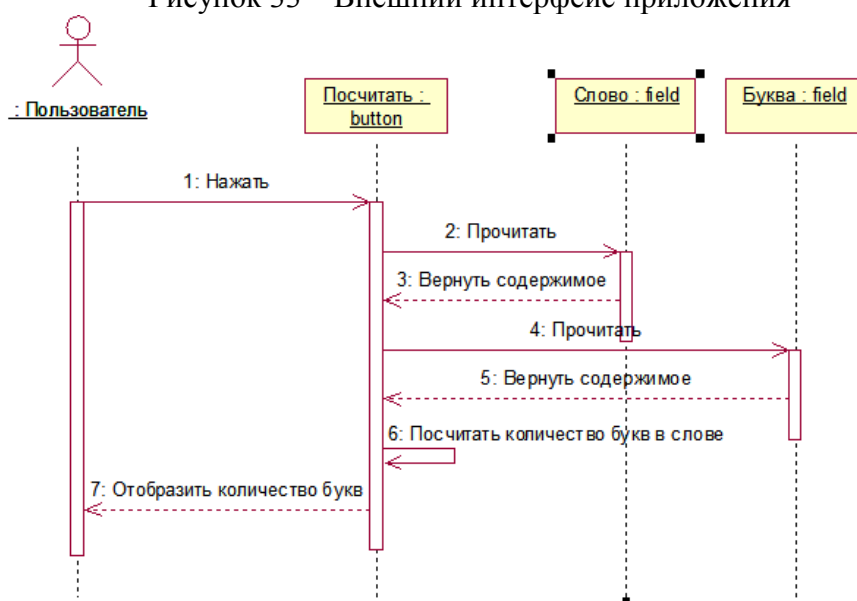 Рисунок 33 – Внешний интерфейс приложения
: Пользователь
Посчитать :
button
Слово : field
Буква : field
1: Нажать
2: Прочитать
3: Вернуть содержимое
4: Прочитать
5: Вернуть содержимое
6: Посчитать количество букв в слове
7: Отобразить количество букв